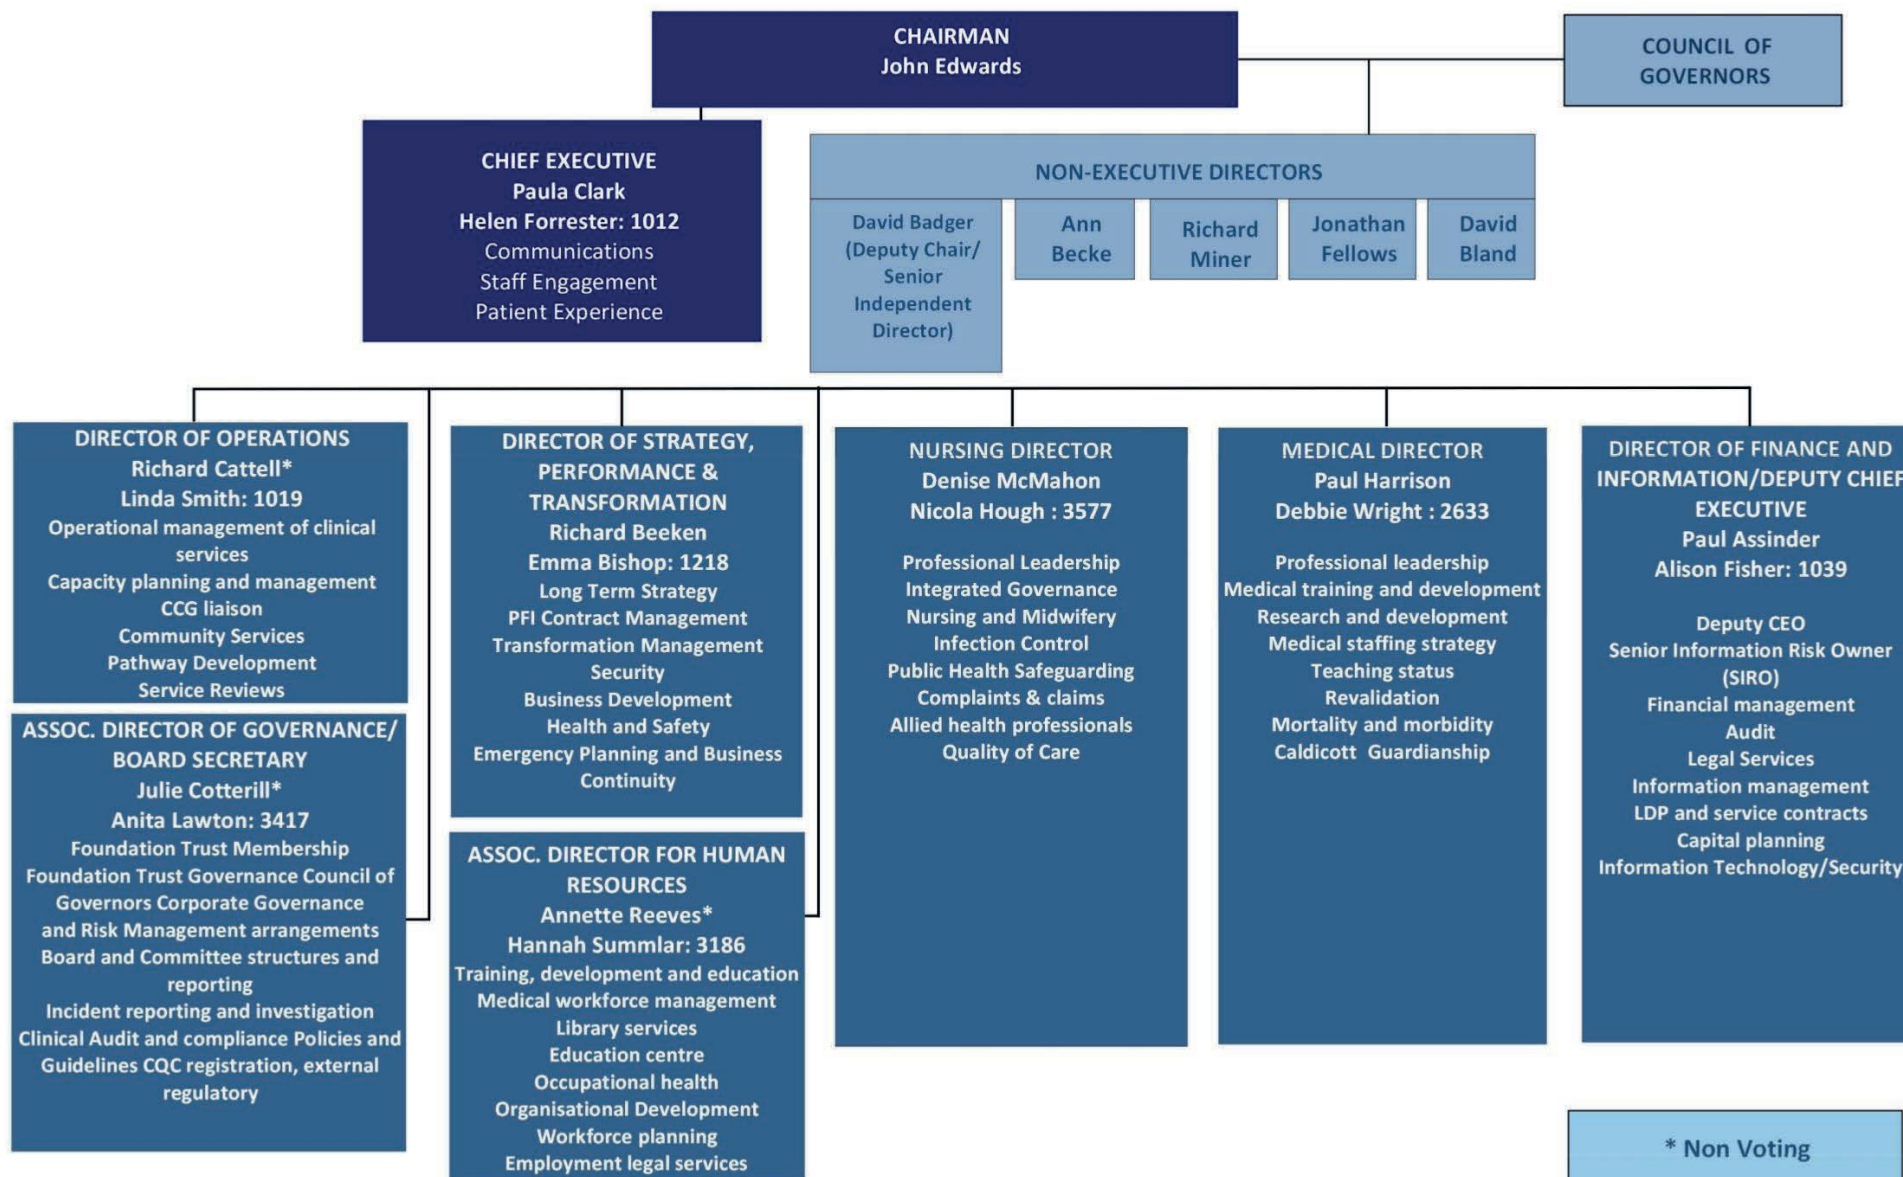 CHAIRMAN
John Edwards
COUNCIL OF
GOVERNORS
CHIEF EXECUTIVE
Paula Clark
Helen Forrester: 1012
Communications
Staff Engagement
Patient Experience
NON-EXECUTIVE DIRECTORS
David Badger
(Deputy Chair/
Senior
Independent
Director)
Ann
Becke
Richard
Miner
Jonathan
Fellows
David
Bland
DIRECTOR OF OPERATIONS
Richard Cattell*
Linda Smith: 1019
Operational management of clinical
services
Capacity planning and management
CCG liaison
Community Services
Pathway Development
Service Reviews
ASSOC. DIRECTOR OF GOVERNANCE/
BOARD SECRETARY
Julie Cotterill*
Anita Lawton: 3417
Foundation Trust Membership
Foundation Trust Governance Council of
Governors Corporate Governance
and Risk Management arrangements
Board and Committee structures and
reporting
Incident reporting and investigation
Clinical Audit and compliance Policies and
Guidelines CQC registration, external
regulatory
DIRECTOR OF STRATEGY,
PERFORMANCE &
TRANSFORMATION
Richard Beeken
Emma Bishop: 1218
Long Term Strategy
PFI Contract Management
Transformation Management
Security
Business Development
Health and Safety
Emergency Planning and Business
Continuity
ASSOC. DIRECTOR FOR HUMAN
RESOURCES
Annette Reeves*
Hannah Summlar: 3186
Training, development and education
Medical workforce management
Library services
Education centre
Occupational health
Organisational Development
Workforce planning
Employment legal services
NURSING DIRECTOR
Denise McMahon
Nicola Hough : 3577
Professional Leadership
Integrated Governance
Nursing and Midwifery
Infection Control
Public Health Safeguarding
Complaints & claims
Allied health professionals
Quality of Care
MEDICAL DIRECTOR
Paul Harrison
Debbie Wright : 2633
Professional leadership
Medical training and development
Research and development
Medical staffing strategy
Teaching status
Revalidation
Mortality and morbidity
Caldicott Guardianship
DIRECTOR OF FINANCE AND
INFORMATION/DEPUTY CHIEF
EXECUTIVE
Paul Assinder
Alison Fisher: 1039
Deputy CEO
Senior Information Risk Owner
(SIRO)
Financial management
Audit
Legal Services
Information management
LDP and service contracts
Capital planning
Information Technology/Security
* Non Voting